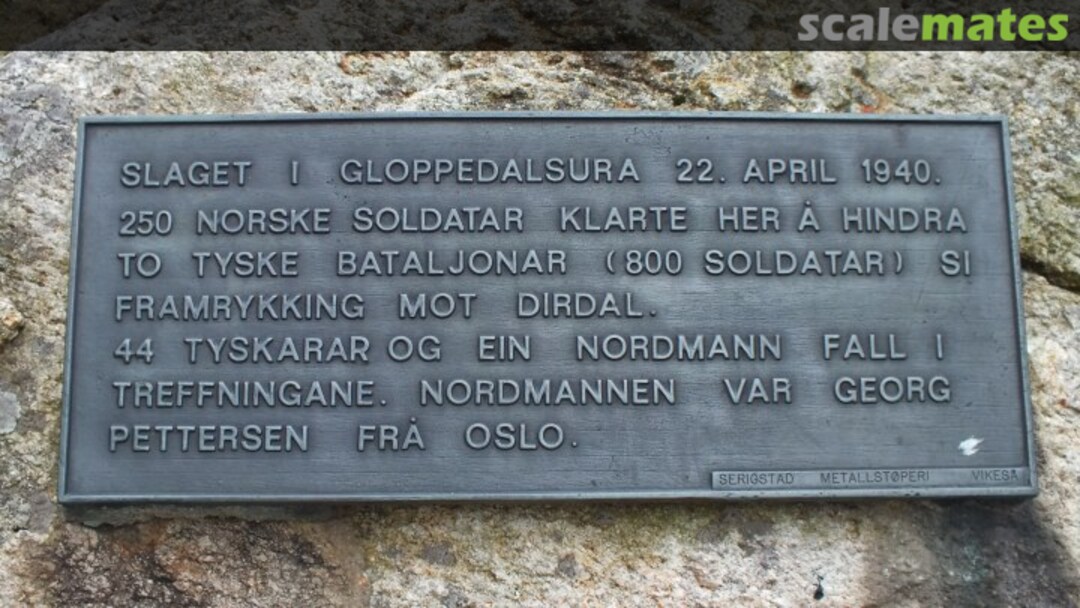 scalemates
SLAGET I GLOPPEDALSURA 22. APRIL 1940.
250 NORSKE SOLDATAR KLARTE HER Å HINDRA
TO TYSKE BATALJONAR (800 SOLDATAR) SI
FRAMRYKKING MOT DIRDAL.
44 TYSKARAR OG EIN NORDMANN FALL I
TREFFNINGANE. NORDMANNEN VAR GEORG
PETTERSEN FRÅ OSLO.
SERIGSTAD METALLSTØPERI VIKESÅ